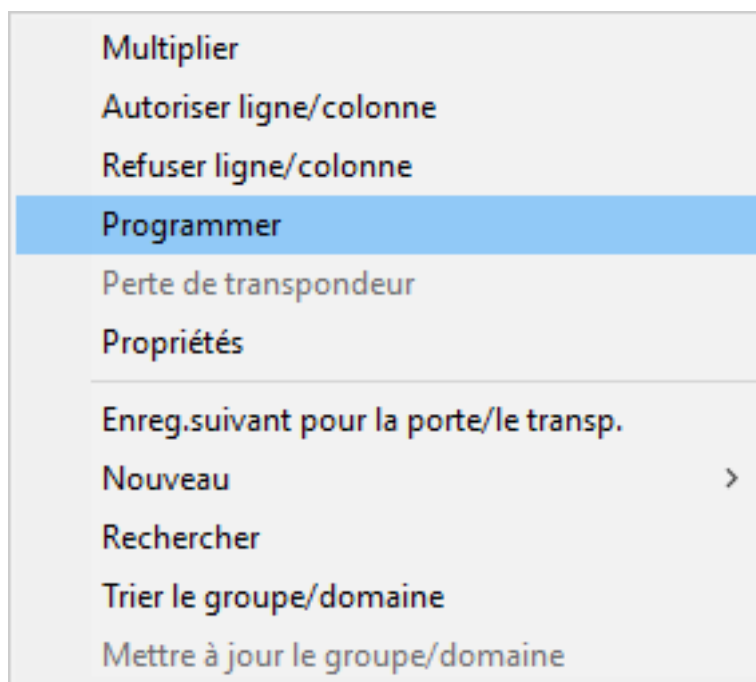 Multiplier
Autoriser ligne/colonne
Refuser ligne/colonne
Programmer
Perte de transpondeur
Propriétés
Enreg.suivant pour la porte/le transp.
Nouveau
Rechercher
Trier le groupe/domaine
Mettre à jour le groupe/domaine